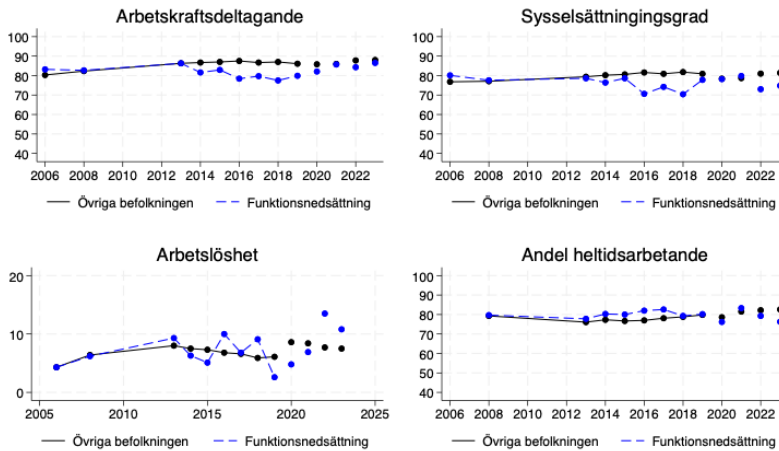 Arbetskraftsdeltagande
100
90
80
70
60
50
40
2006 2008 2010 2012 2014 2016 2018 2020 2022
Övriga befolkningen Funktionsnedsättning
Sysselsättningingsgrad
100
90
80
70
60
50
40
2006 2008 2010 2012 2014 2016 2018 2020 2022
Övriga befolkningen Funktionsnedsättning
Arbetslöshet
20
10
0
2005 2010 2015 2020 2025
Övriga befolkningen Funktionsnedsättning
Andel heltidsarbetande
100
90
80
70
60
50
40
2006 2008 2010 2012 2014 2016 2018 2020 2022
Övriga befolkningen Funktionsnedsättning